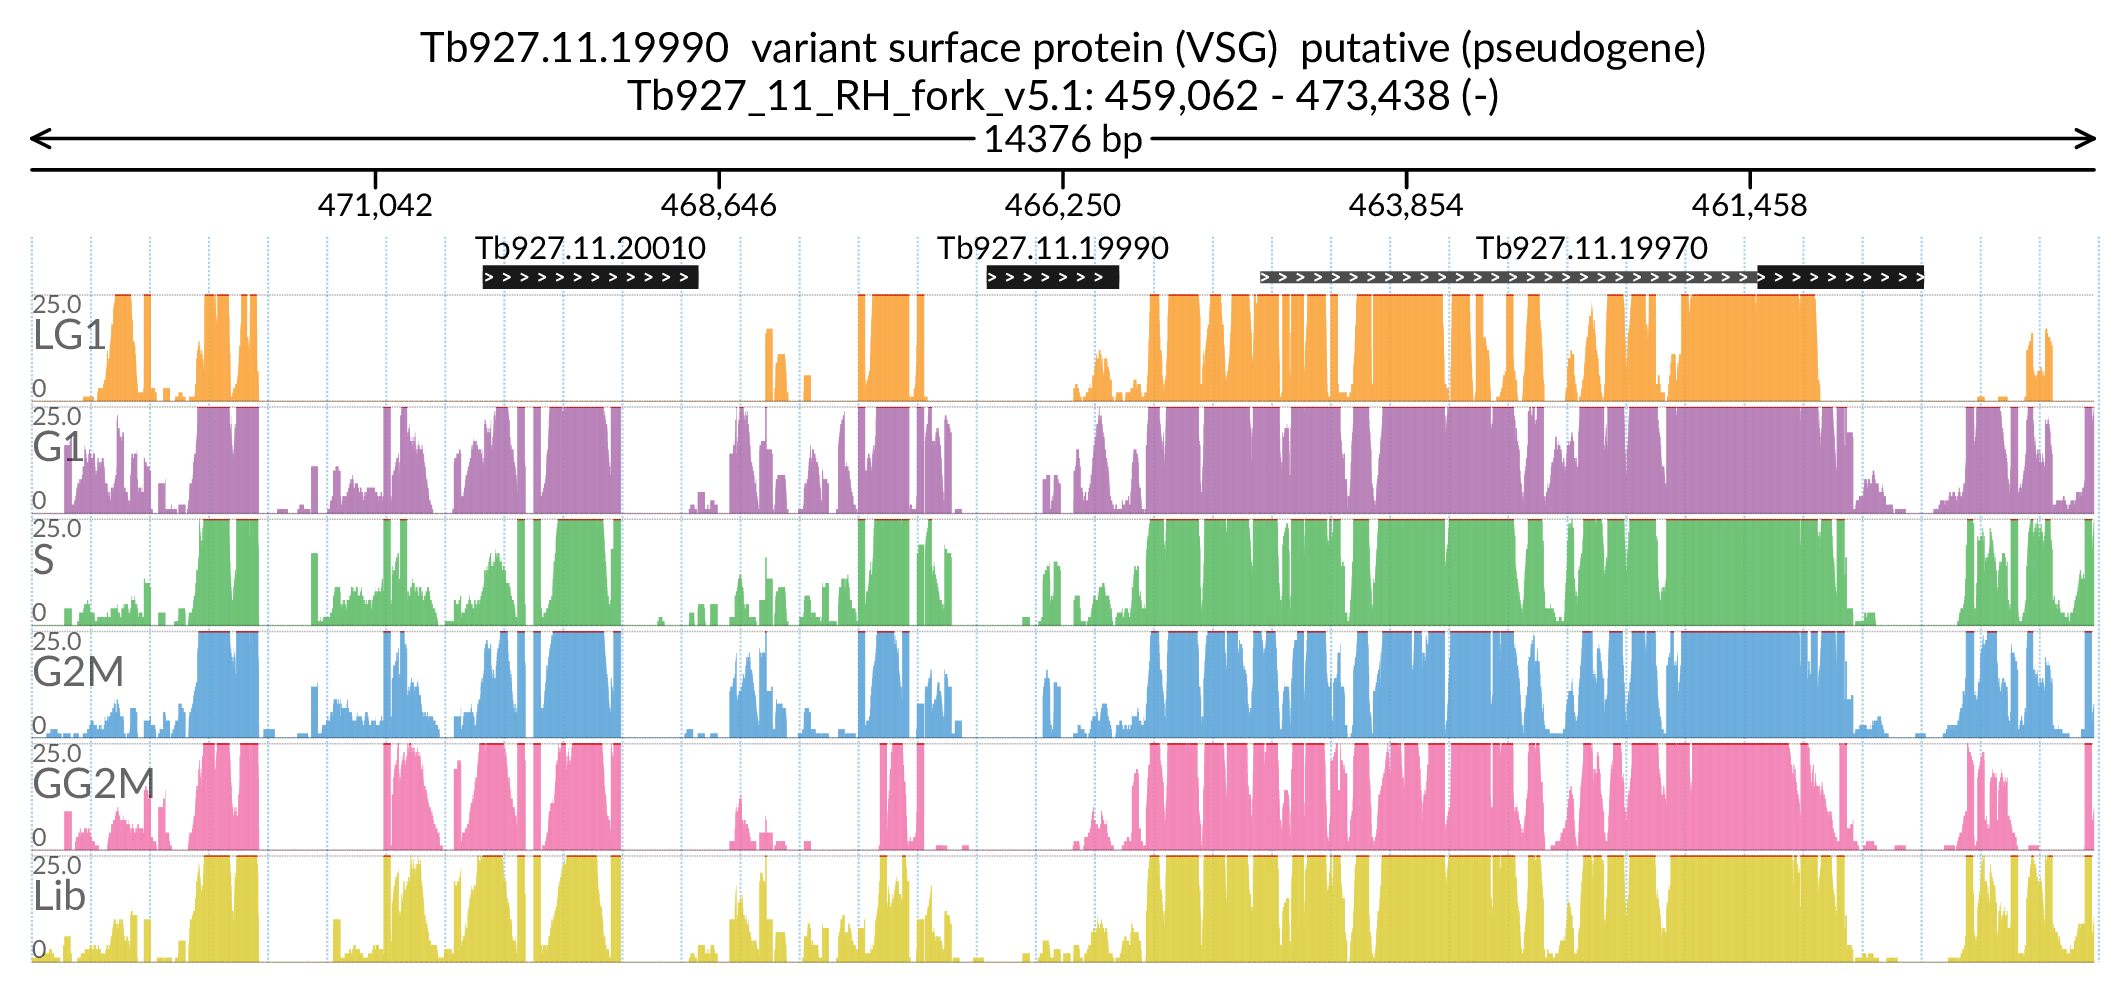 Tb927.11.19990  variant surface protein (VSG)  putative (pseudogene)
Tb927_11_RH_fork_v5.1: 459,062 - 473,438 (-)
14376 bp
471,042 468,646 466,250 463,854 461,458
Tb927.11.20010 Tb927.11.19990 Tb927.11.19970
25.0
LG1
0
25.0
G1
0
25.0
S
0
25.0
G2M
0
25.0
GG2M
0
25.0
Lib
0